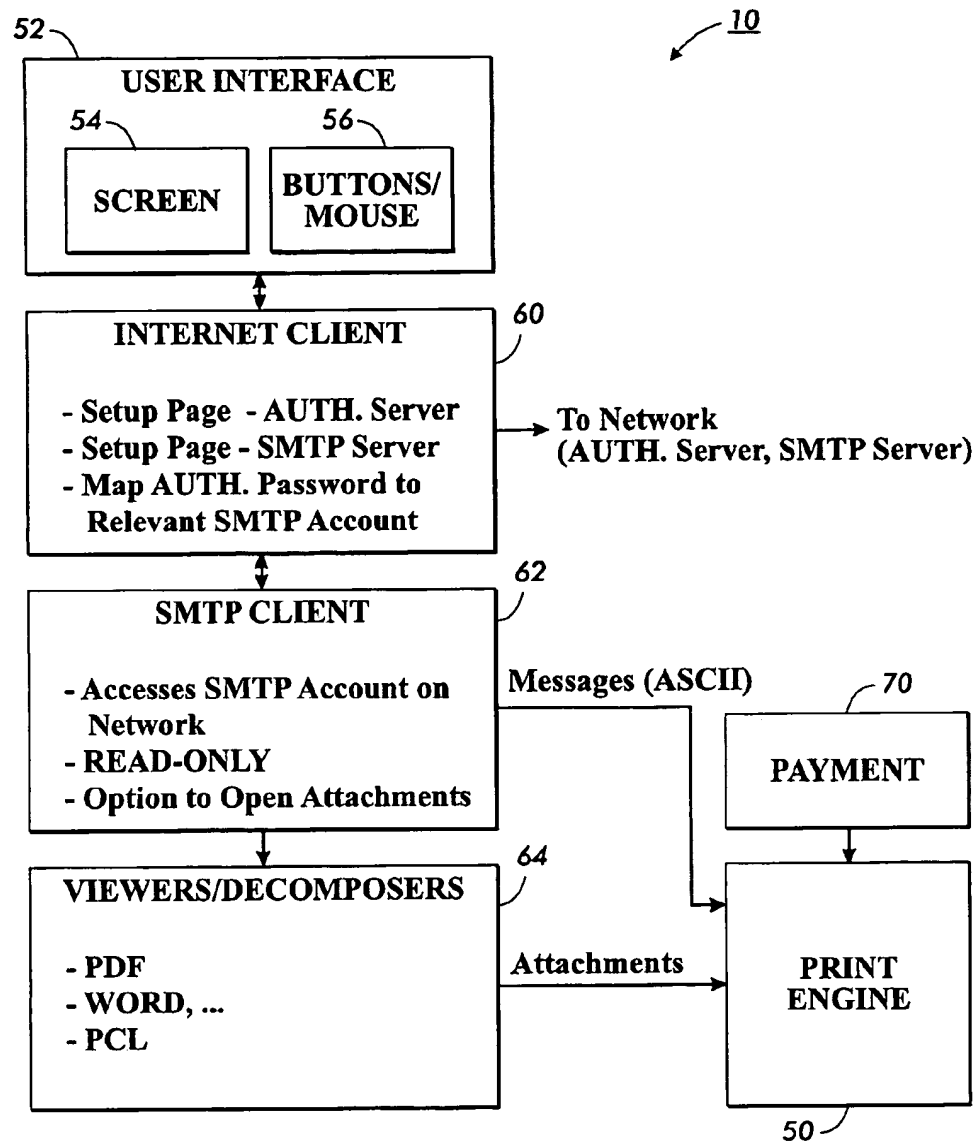 10
52
USER INTERFACE
54
56
SCREEN
BUTTONS/
MOUSE
INTERNET CLIENT
60
- Setup Page - AUTH. Server
- Setup Page - SMTP Server
- Map AUTH. Password to
Relevant SMTP Account
To Network
(AUTH. Server, SMTP Server)
SMTP CLIENT
62
- Accesses SMTP Account on
Network
- READ-ONLY
- Option to Open Attachments
Messages (ASCII)
70
PAYMENT
VIEWERS/DECOMPOSERS
64
- PDF
- WORD, ...
- PCL
Attachments
PRINT
ENGINE
50